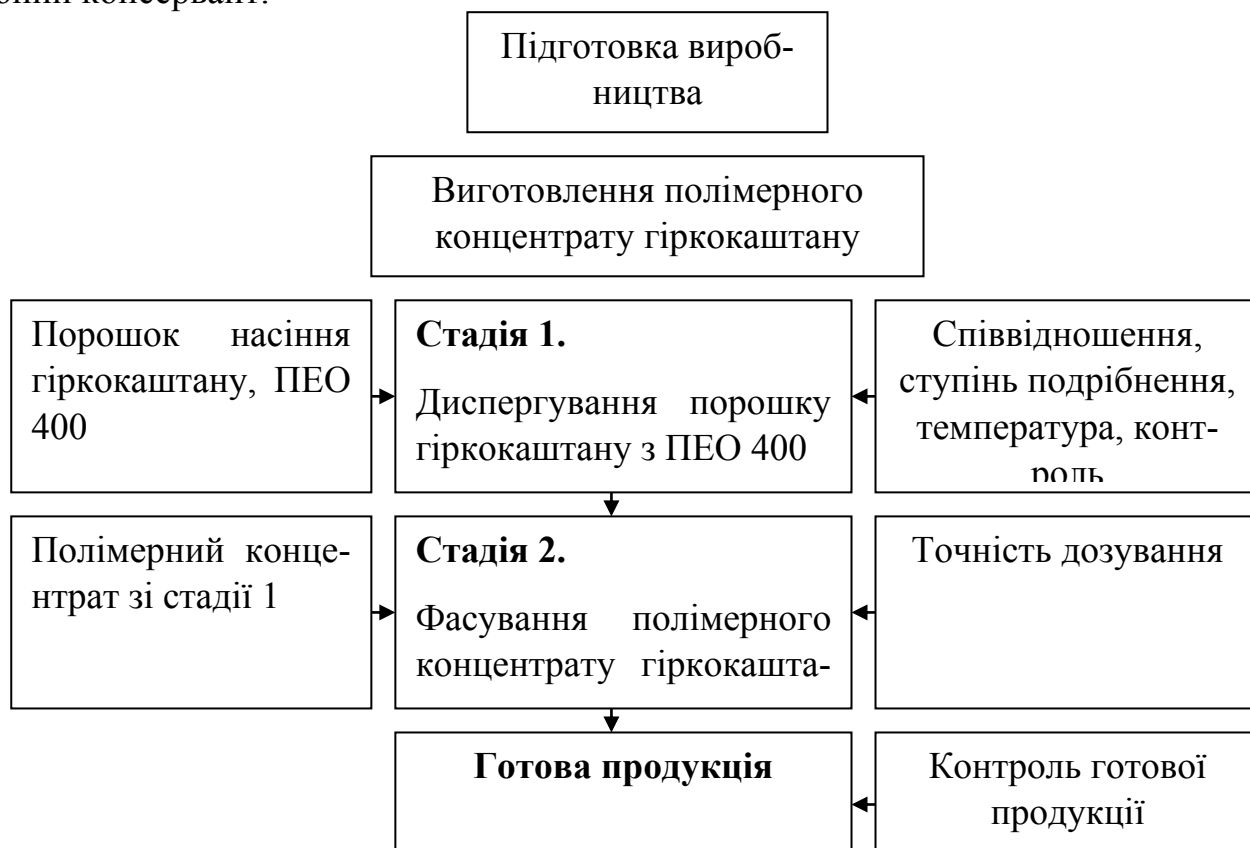 консервант.
Підготовка вироб-
ництва
Виготовлення полімерного
концентрату гіркокаштану
Порошок насіння
гіркокаштану, ПЕО
400
Стадія 1.
Диспергування порошку
гіркокаштану з ПЕО 400
Співвідношення,
ступінь подрібнення,
температура, конт-
роль
Полімерний конце-
нтрат зі стадії 1
Стадія 2.
Фасування полімерного
концентрату гіркокашта-
Точність дозування
Готова продукція
Контроль готової
продукції